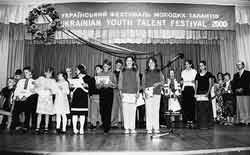 УКРАЇНСЬКИЙ ФЕСТИВАЛЬ МОЛОДИХ ТАЛАНТІВ
UKRAINIAN YOUTH TALENT FESTIVAL 2000